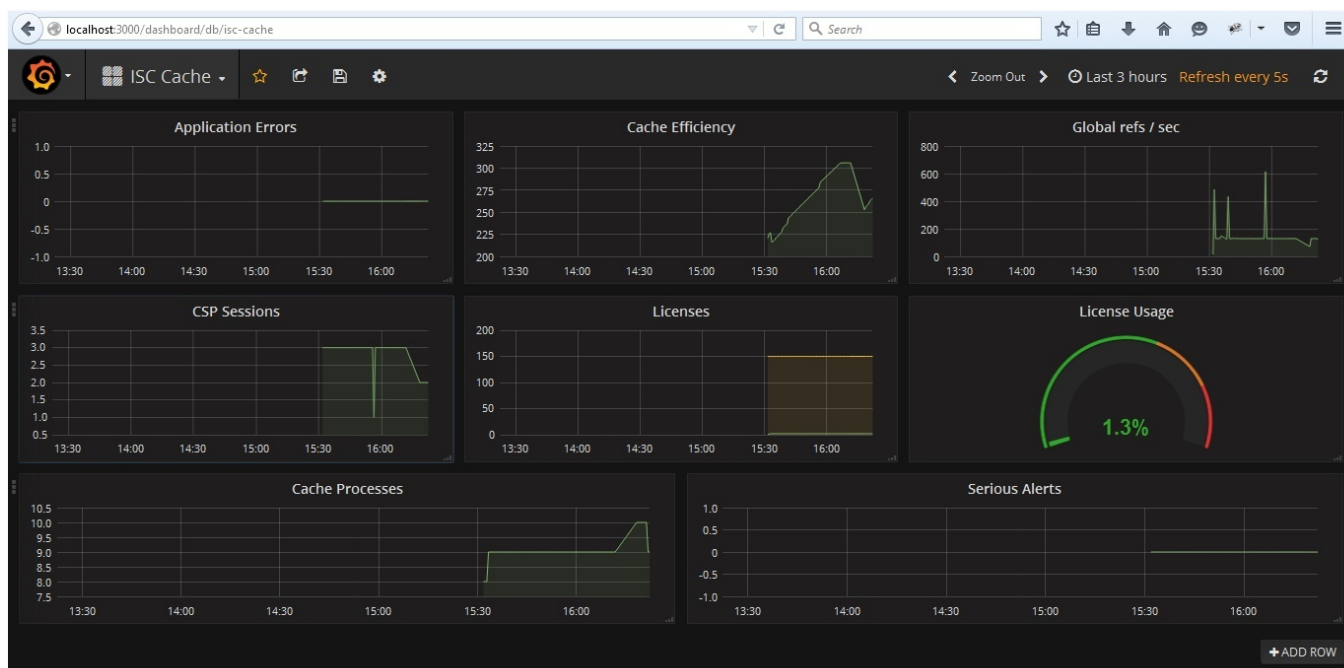 localhost:3000/dashboard/db/isc-cache Search
ISC Cache Zoom Out Last 3 hours Refresh every 5s
Application Errors
1.0
0.5
0
-0.5
-1.0
13:30 14:00 14:30 15:00 15:30 16:00
Cache Efficiency
325
300
275
250
225
200
13:30 14:00 14:30 15:00 15:30 16:00
Global refs / sec
800
600
400
200
0
13:30 14:00 14:30 15:00 15:30 16:00
CSP Sessions
3.5
3.0
2.5
2.0
1.5
1.0
0.5
13:30 14:00 14:30 15:00 15:30 16:00
Licenses
200
150
100
50
0
13:30 14:00 14:30 15:00 15:30 16:00
License Usage
1.3%
Cache Processes
10.5
10.0
9.5
9.0
8.5
8.0
7.5
13:30 14:00 14:30 15:00 15:30 16:00
Serious Alerts
1.0
0.5
0
-0.5
-1.0
13:30 14:00 14:30 15:00 15:30 16:00
+ ADD ROW